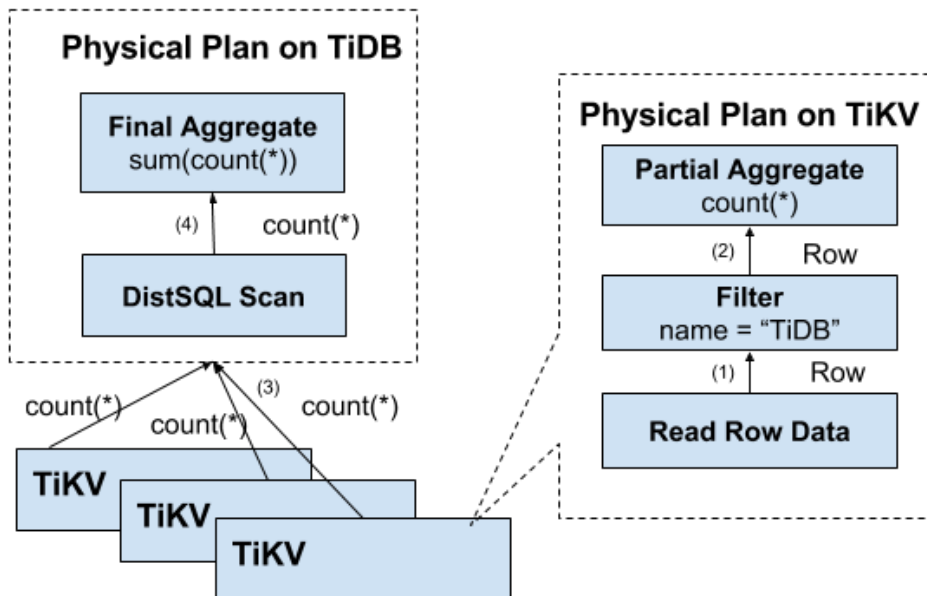 Physical Plan on TiDB
Final Aggregate
sum(count(*))
(4)
count(*)
DistSQL Scan
(3)
count(*)
count(*)
count(*)
TiKV
TiKV
TiKV
Physical Plan on TiKV
Partial Aggregate
count(*)
(2)
Row
Filter
name = “TiDB”
(1)
Row
Read Row Data